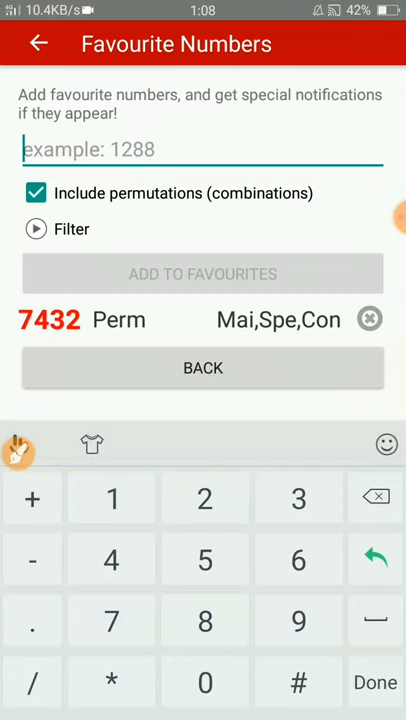 4G 10.4KB/s 1:08 42%
Favourite Numbers
Add favourite numbers, and get special notifications
if they appear!
example: 1288
Include permutations (combinations)
Filter
ADD TO FAVOURITES
7432 Perm Mai,Spe,Con
BACK
+ 1 2 3
- 4 5 6
. 7 8 9
/ * 0 # Done